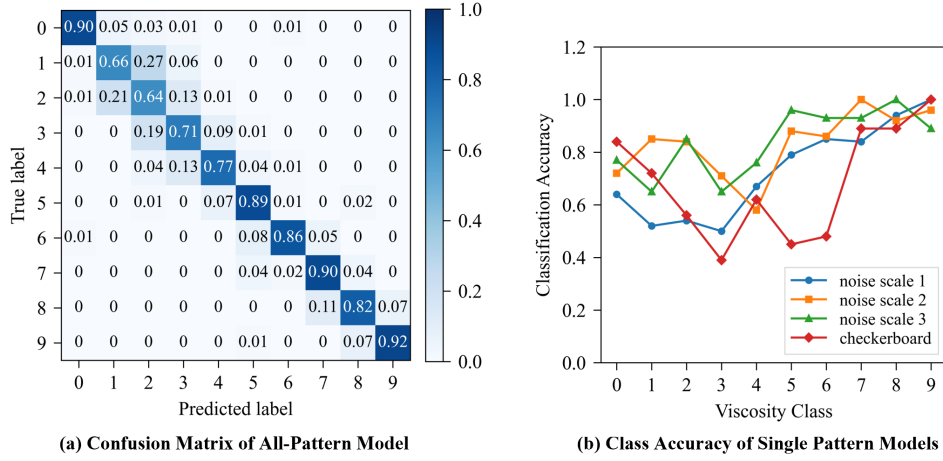 0 0.90 0.05 0.03 0.01 0 0 0.01 0 0 0
1 0.01 0.66 0.27 0.06 0 0 0 0 0 0
2 0.01 0.21 0.64 0.13 0.01 0 0 0 0 0
3 0 0 0.19 0.71 0.09 0.01 0 0 0 0
4 0 0 0.04 0.13 0.77 0.04 0.01 0 0 0
5 0 0 0.01 0 0.07 0.89 0.01 0 0.02 0
6 0.01 0 0 0 0 0.08 0.86 0.05 0 0
7 0 0 0 0 0 0.04 0.02 0.90 0.04 0
8 0 0 0 0 0 0 0 0.11 0.82 0.07
9 0 0 0 0 0 0.01 0 0 0.07 0.92
0 1 2 3 4 5 6 7 8 9
True label
Predicted label
1.0
0.8
0.6
0.4
0.2
0.0
(a) Confusion Matrix of All-Pattern Model
1.2
1.0
0.8
0.6
0.4
0.2
0.0
Classification Accuracy
noise scale 1
noise scale 2
noise scale 3
checkerboard
0 1 2 3 4 5 6 7 8 9
Viscosity Class
(b) Class Accuracy of Single Pattern Models